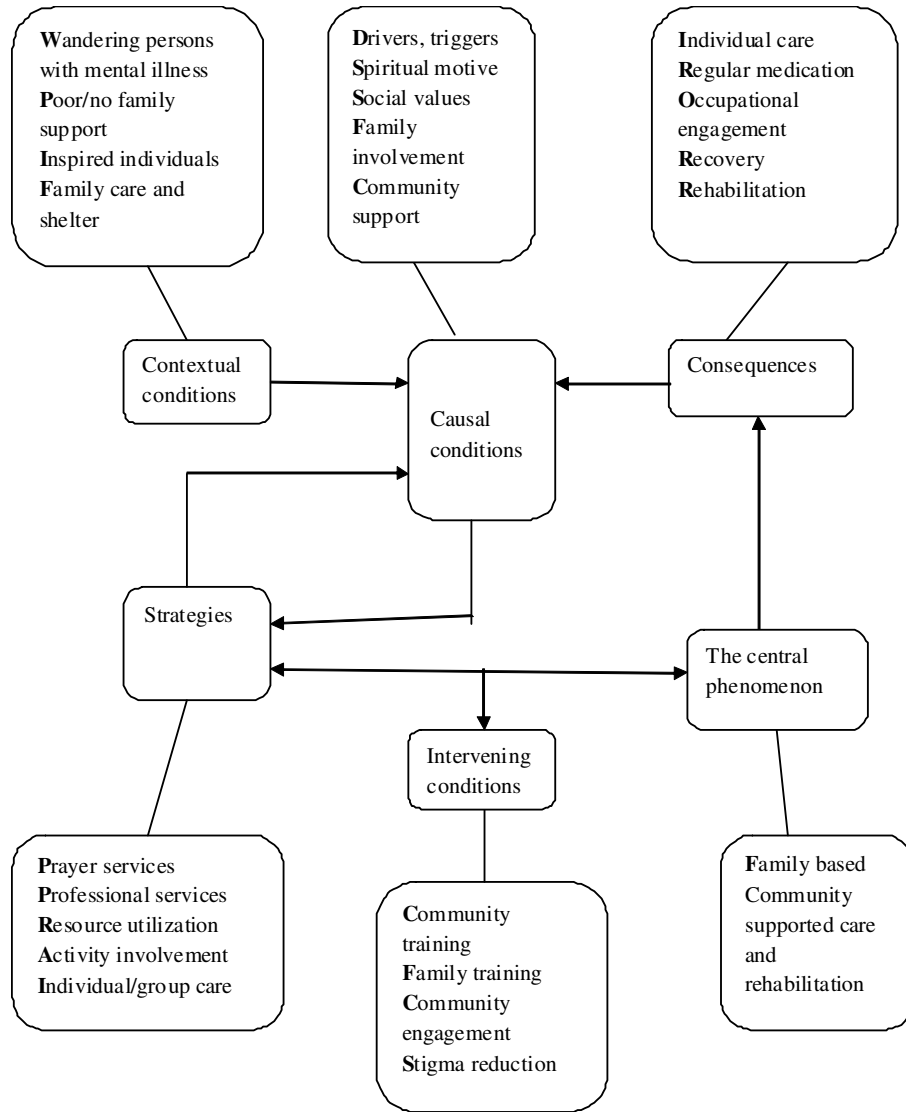 Wandering persons
with mental illness
Poor/no family
support
Inspired individuals
Family care and
shelter
Drivers, triggers
Spiritual motive
Social values
Family
involvement
Community
support
Individual care
Regular medication
Occupational
engagement
Recovery
Rehabilitation
Contextual
conditions
Causal
conditions
Consequences
Strategies
The central
phenomenon
Intervening
conditions
Prayer services
Professional services
Resource utilization
Activity involvement
Individual/group care
Community
training
Family training
Community
engagement
Stigma reduction
Family based
Community
supported care
and
rehabilitation